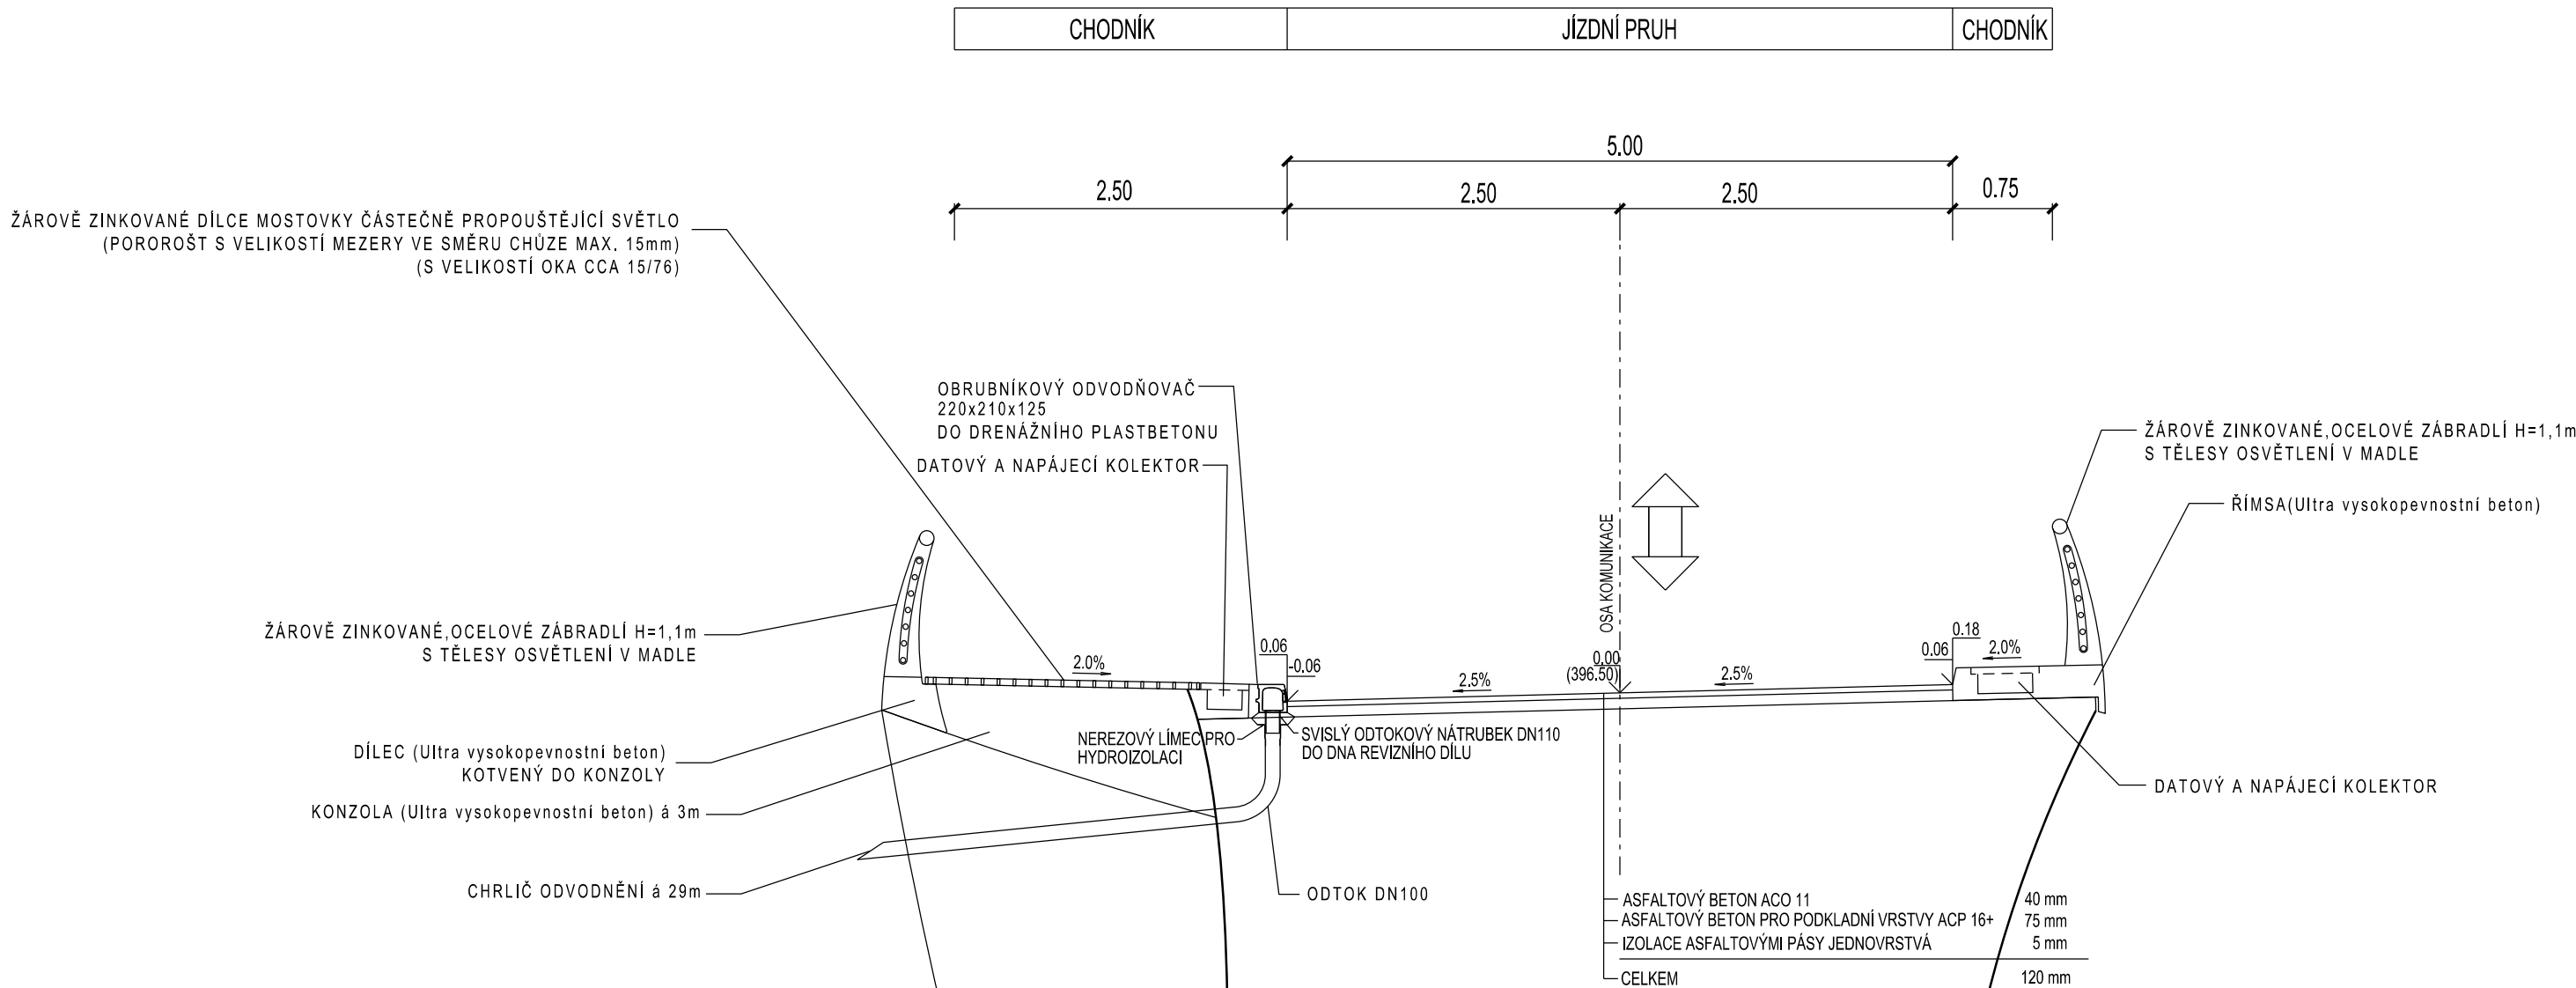 CHODNÍK
JÍZDNÍ PRUH
CHODNÍK
5.00
2.50
2.50
2.50
0.75
ŽÁROVĚ ZINKOVANÉ DÍLCE MOSTOVKY ČÁSTEČNĚ PROPOUŠTĚJÍCÍ SVĚTLO
(POROROŠT S VELIKOSTÍ MEZERY VE SMĚRU CHŮZE MAX. 15mm)
(S VELIKOSTÍ OKA CCA 15/76)
OBRUBNÍKOVÝ ODVODŇOVAČ
220x210x125
DO DRENÁŽNÍHO PLASTBETONU
DATOVÝ A NAPÁJECÍ KOLEKTOR
ŽÁROVĚ ZINKOVANÉ,OCELOVÉ ZÁBRADLÍ H=1,1m
S TĚLESY OSVĚTLENÍ V MADLE
ŘÍMSA(Ultra vysokopevnostní beton)
OSA KOMUNIKACE
ŽÁROVĚ ZINKOVANÉ,OCELOVÉ ZÁBRADLÍ H=1,1m
S TĚLESY OSVĚTLENÍ V MADLE
2.0%
0.06
-0.06
2.5%
0.00
(396.50)
2.5%
0.06
0.18
2.0%
NEREZOVÝ LÍMEC PRO
HYDROIZOLACI
SVISLÝ ODTOKOVÝ NÁTRUBEK DN110
DO DNA REVIZNÍHO DÍLU
DÍLEC (Ultra vysokopevnostní beton)
KOTVENÝ DO KONZOLY
DATOVÝ A NAPÁJECÍ KOLEKTOR
KONZOLA (Ultra vysokopevnostní beton) á 3m
CHRLIČ ODVODNĚNÍ á 29m
ODTOK DN100
ASFALTOVÝ BETON ACO 11 40 mm
ASFALTOVÝ BETON PRO PODKLADNÍ VRSTVY ACP 16+ 75 mm
IZOLACE ASFALTOVÝMI PÁSY JEDNOVRSTVÁ 5 mm
CELKEM 120 mm